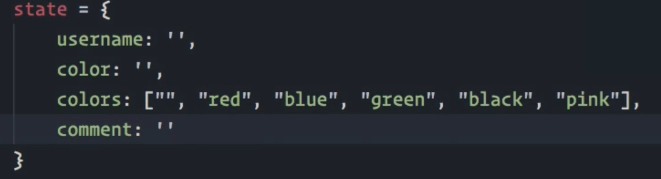 state = {
username: '',
color: '',
colors: ["", "red", "blue", "green", "black", "pink"],
comment: ''
}